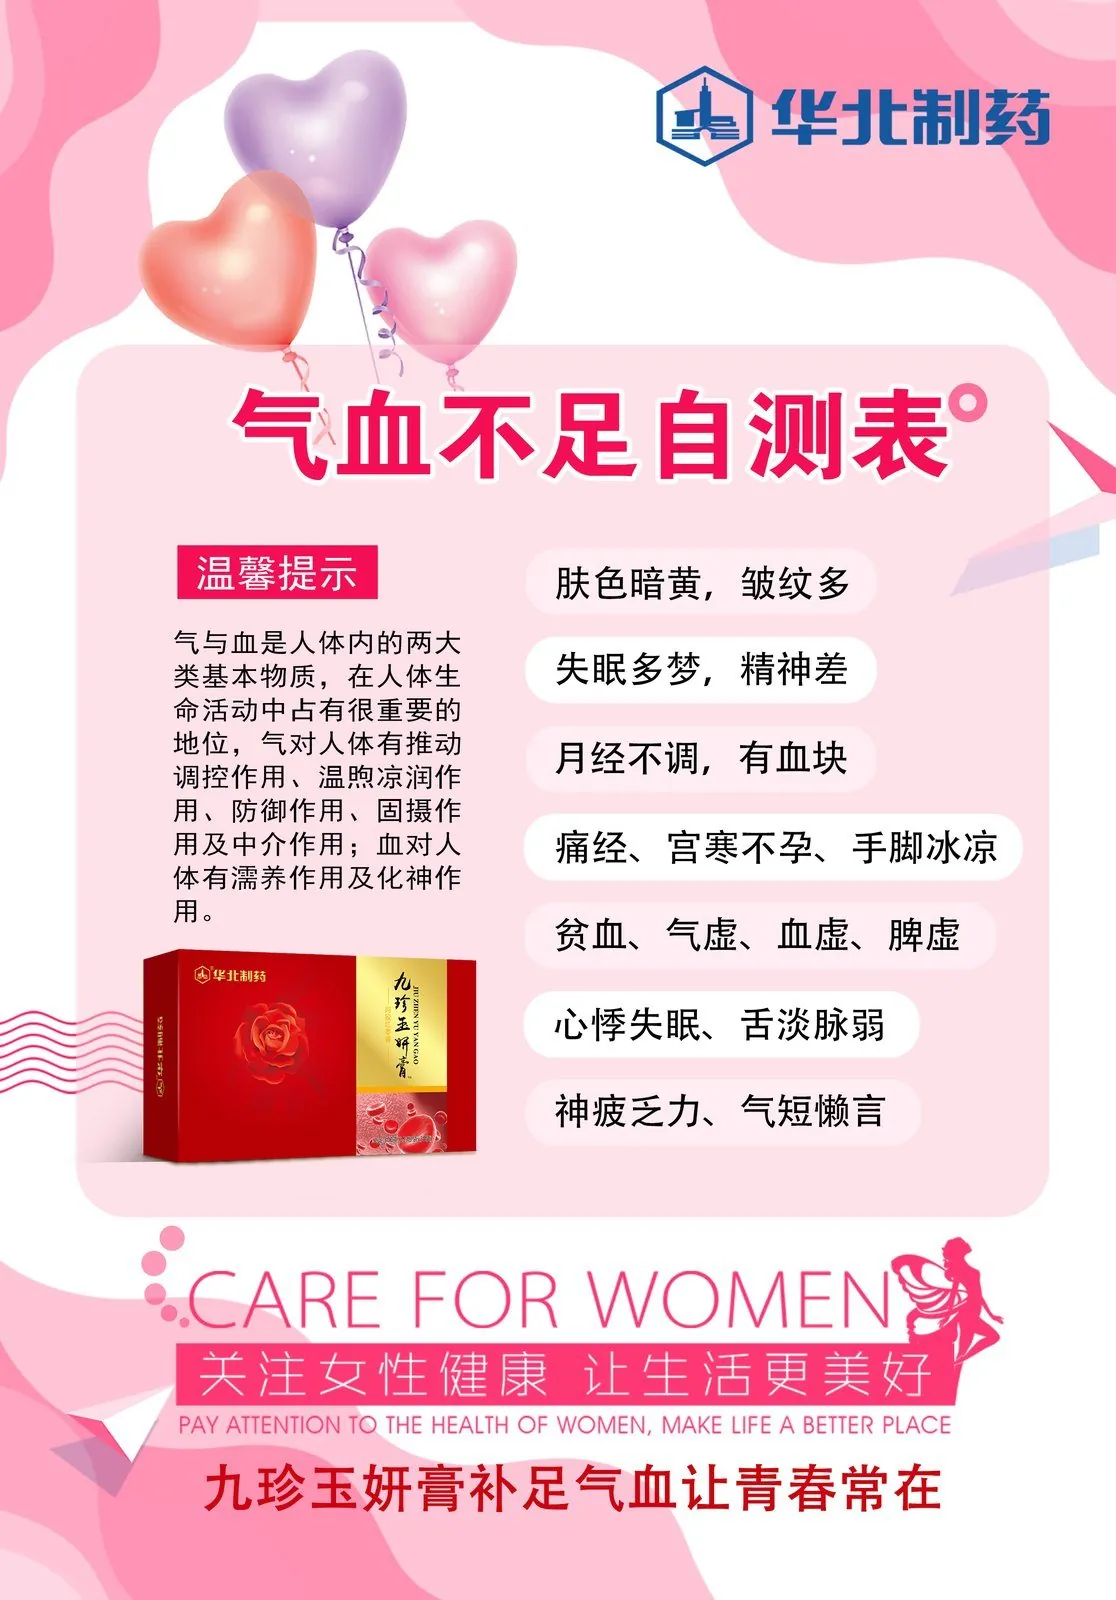 华北制药
气血不足自测表
温馨提示
气与血是人体内的两大
类基本物质，在人体生
命活动中占有很重要的
地位，气对人体有推动
调控作用、温煦凉润作
用、防御作用、固摄作
用及中介作用；血对人
体有濡养作用及化神作
用。
肤色暗黄，皱纹多
失眠多梦，精神差
月经不调，有血块
痛经、宫寒不孕、手脚冰凉
贫血、气虚、血虚、脾虚
心悸失眠、舌淡脉弱
神疲乏力、气短懒言
华北制药
九珍玉妍膏
JIU ZHEN YU YAN GAO
华北制药
CARE FOR WOMEN
关注女性健康 让生活更美好
PAY ATTENTION TO THE HEALTH OF WOMEN, MAKE LIFE A BETTER PLACE
九珍玉妍膏补足气血让青春常在